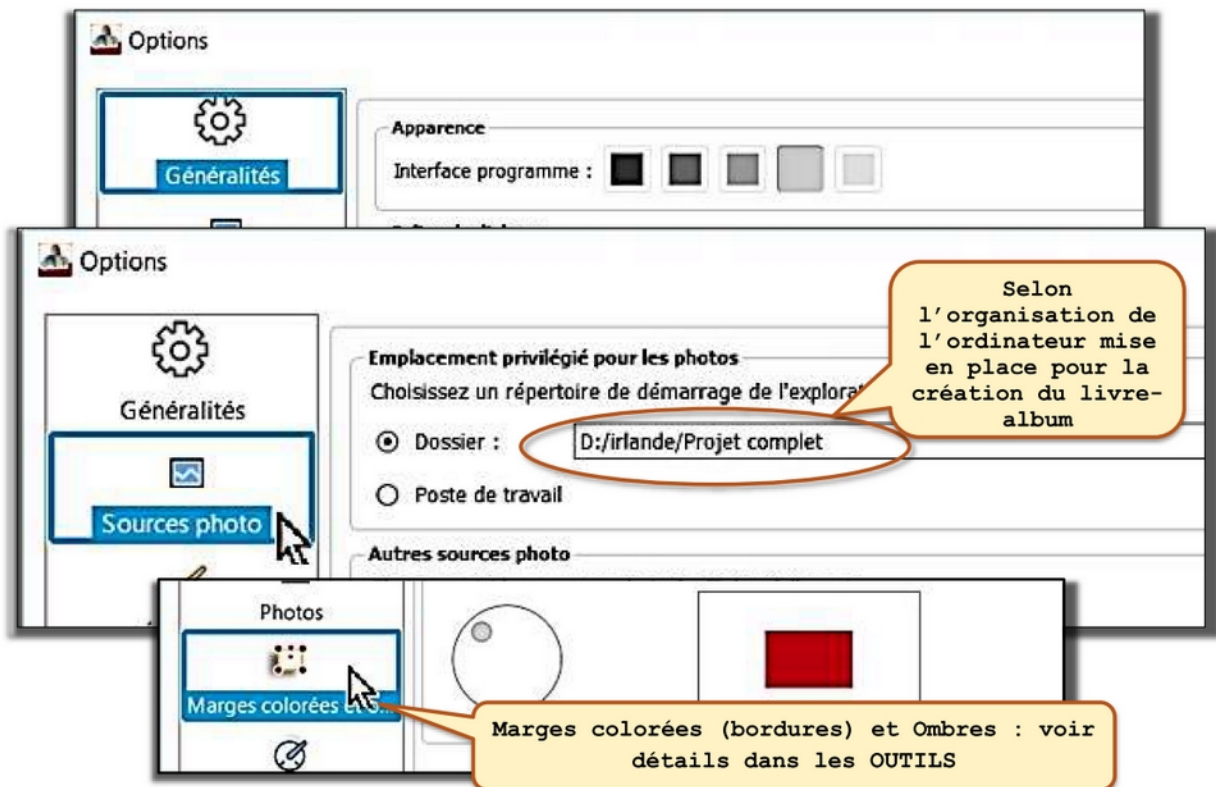 Options
Généralités
Apparence
Interface programme :
Options
Généralités
Sources photo
Emplacement privilégié pour les photos
Choisissez un répertoire de démarrage de l'explorat
Dossier :
D:/irlande/Projet complet
Poste de travail
Autres sources photo
Selon
l'organisation de
l'ordinateur mise
en place pour la
création du livre-
album
Photos
Marges colorées et O...
Marges colorées (bordures) et Ombres : voir
détails dans les OUTILS